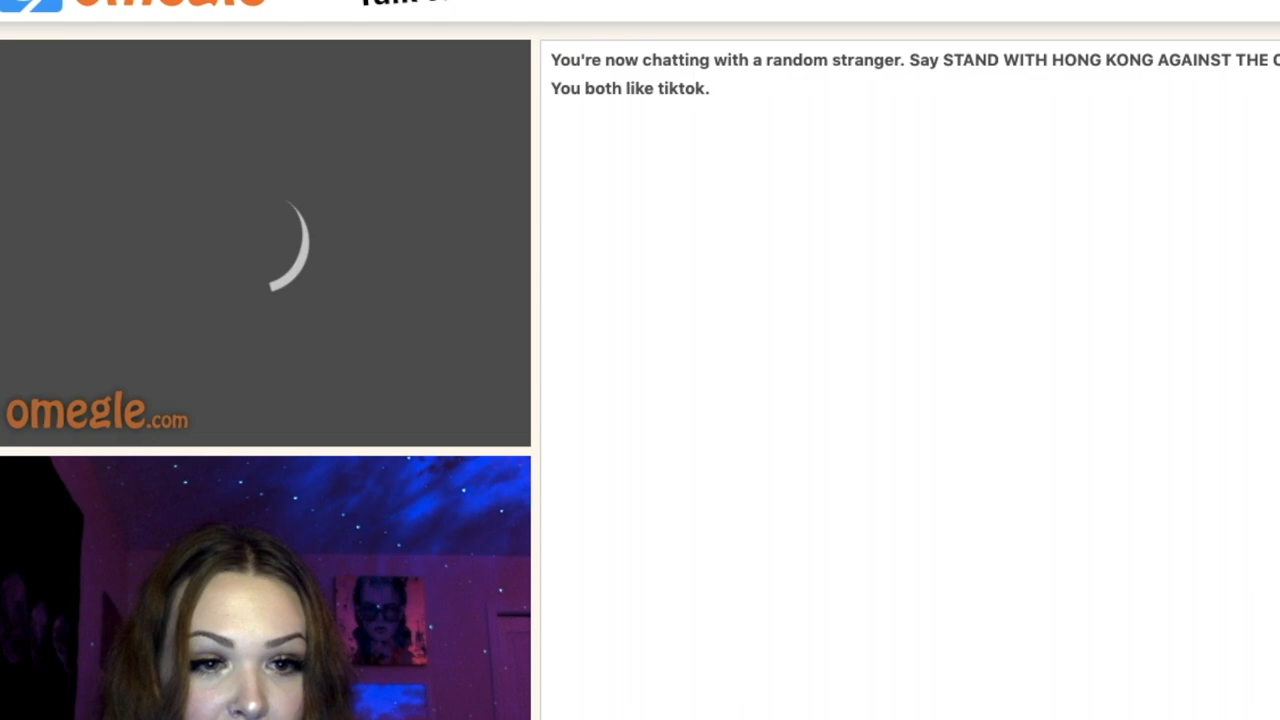 omegle
You're now chatting with a random stranger. Say STAND WITH HONG KONG AGAINST THE
You both like tiktok.
omegle.com